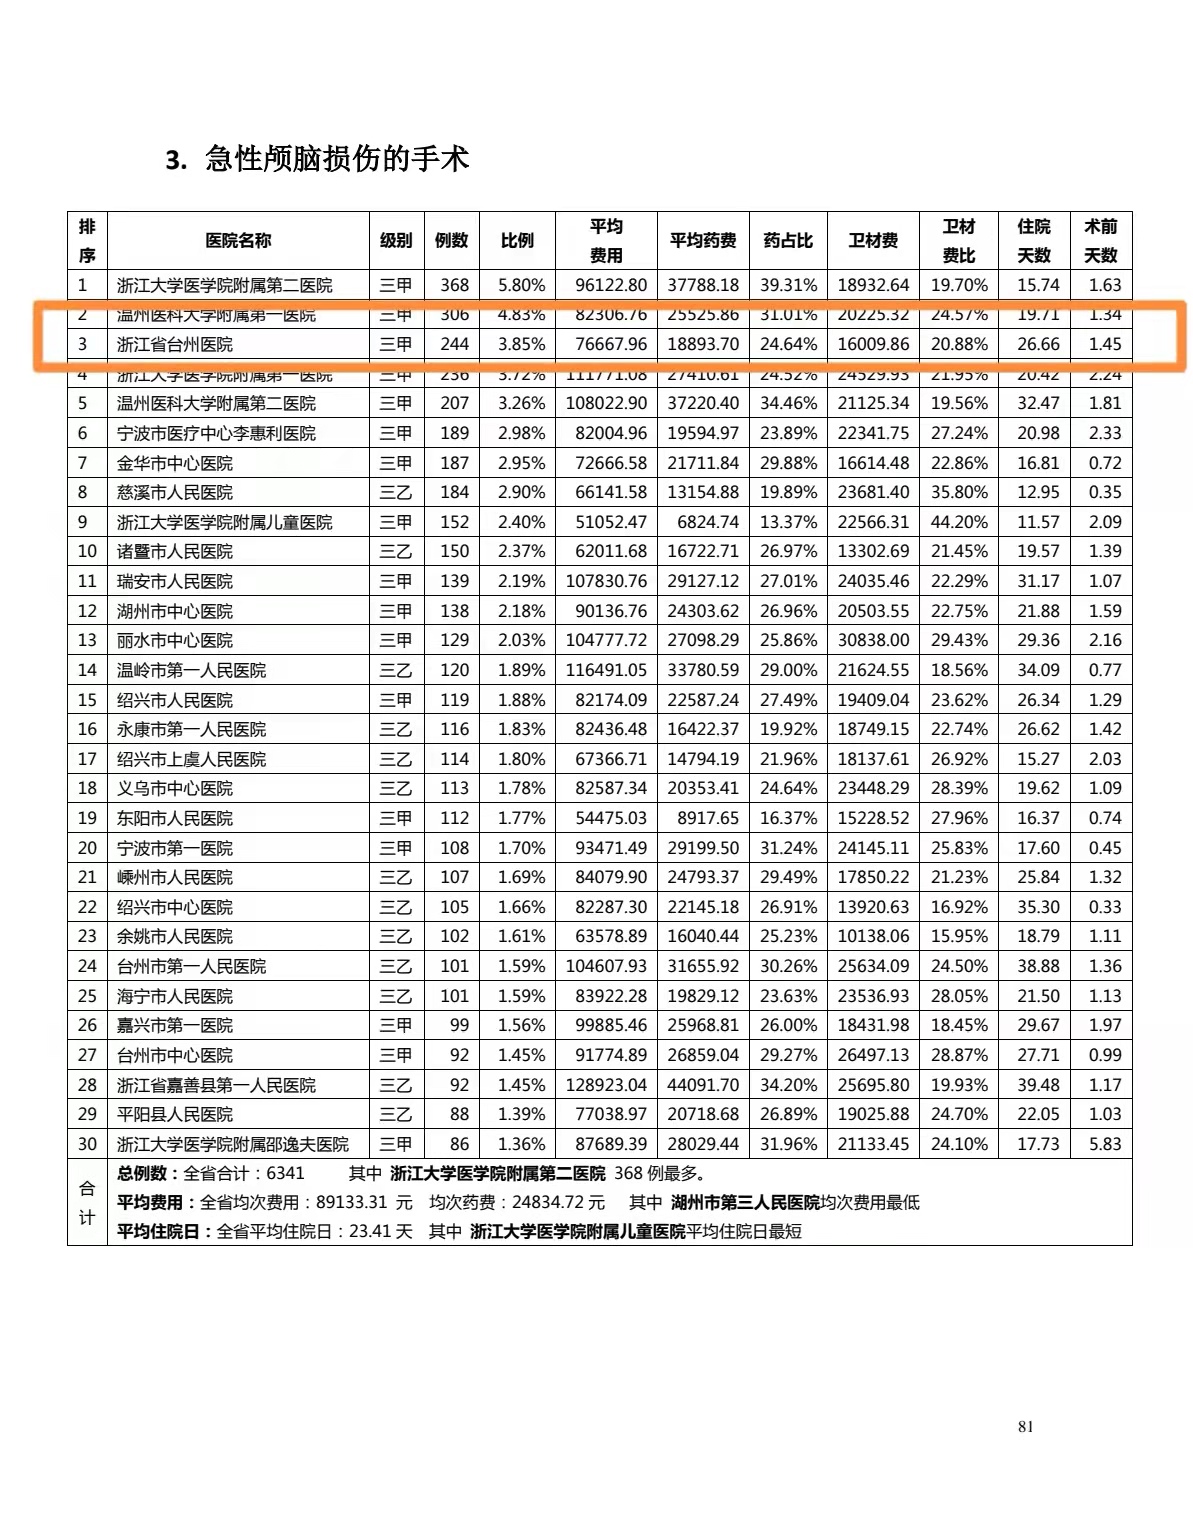 3. 急性颅脑损伤的手术
排序 医院名称 级别 例数 比例 平均费用 平均药费 药占比 卫材费 卫材费比 住院天数 术前天数
1 浙江大学医学院附属第二医院 三甲 368 5.80% 96122.80 37788.18 39.31% 18932.64 19.70% 15.74 1.63
2 温州医科大学附属第一医院 三甲 306 4.83% 82306.76 25525.86 31.01% 20225.32 24.57% 19.71 1.34
3 浙江省台州医院 三甲 244 3.85% 76667.96 18893.70 24.64% 16009.86 20.88% 26.66 1.45
4 浙江大学医学院附属第一医院 三甲 236 3.72% 111771.08 27410.61 24.52% 24529.93 21.95% 20.42 2.24
5 温州医科大学附属第二医院 三甲 207 3.26% 108022.90 37220.40 34.46% 21125.34 19.56% 32.47 1.81
6 宁波市医疗中心李惠利医院 三甲 189 2.98% 82004.96 19594.97 23.89% 22341.75 27.24% 20.98 2.33
7 金华市中心医院 三甲 187 2.95% 72666.58 21711.84 29.88% 16614.48 22.86% 16.81 0.72
8 慈溪市人民医院 三乙 184 2.90% 66141.58 13154.88 19.89% 23681.40 35.80% 12.95 0.35
9 浙江大学医学院附属儿童医院 三甲 152 2.40% 51052.47 6824.74 13.37% 22566.31 44.20% 11.57 2.09
10 诸暨市人民医院 三乙 150 2.37% 62011.68 16722.71 26.97% 13302.69 21.45% 19.57 1.39
11 瑞安市人民医院 三甲 139 2.19% 107830.76 29127.12 27.01% 24035.46 22.29% 31.17 1.07
12 湖州市中心医院 三甲 138 2.18% 90136.76 24303.62 26.96% 20503.55 22.75% 21.88 1.59
13 丽水市中心医院 三甲 129 2.03% 104777.72 27098.29 25.86% 30838.00 29.43% 29.36 2.16
14 温岭市第一人民医院 三乙 120 1.89% 116491.05 33780.59 29.00% 21624.55 18.56% 34.09 0.77
15 绍兴市人民医院 三甲 119 1.88% 82174.09 22587.24 27.49% 19409.04 23.62% 26.34 1.29
16 永康市第一人民医院 三乙 116 1.83% 82436.48 16422.37 19.92% 18749.15 22.74% 26.62 1.42
17 绍兴市上虞人民医院 三乙 114 1.80% 67366.71 14794.19 21.96% 18137.61 26.92% 15.27 2.03
18 义乌市中心医院 三乙 113 1.78% 82587.34 20353.41 24.64% 23448.29 28.39% 19.62 1.09
19 东阳市人民医院 三甲 112 1.77% 54475.03 8917.65 16.37% 15228.52 27.96% 16.37 0.74
20 宁波市第一医院 三甲 108 1.70% 93471.49 29199.50 31.24% 24145.11 25.83% 17.60 0.45
21 嵊州市人民医院 三乙 107 1.69% 84079.90 24793.37 29.49% 17850.22 21.23% 25.84 1.32
22 绍兴市中心医院 三乙 105 1.66% 82287.30 22145.18 26.91% 13920.63 16.92% 35.30 0.33
23 余姚市人民医院 三乙 102 1.61% 63578.89 16040.44 25.23% 10138.06 15.95% 18.79 1.11
24 台州市第一人民医院 三乙 101 1.59% 104607.93 31655.92 30.26% 25634.09 24.50% 38.88 1.36
25 海宁市人民医院 三乙 101 1.59% 83922.28 19829.12 23.63% 23536.93 28.05% 21.50 1.13
26 嘉兴市第一医院 三甲 99 1.56% 99885.46 25968.81 26.00% 18431.98 18.45% 29.67 1.97
27 台州市中心医院 三甲 92 1.45% 91774.89 26859.04 29.27% 26497.13 28.87% 27.71 0.99
28 浙江省嘉善县第一人民医院 三乙 92 1.45% 128923.04 44091.70 34.20% 25695.80 19.93% 39.48 1.17
29 平阳县人民医院 三乙 88 1.39% 77038.97 20718.68 26.89% 19025.88 24.70% 22.05 1.03
30 浙江大学医学院附属邵逸夫医院 三甲 86 1.36% 87689.39 28029.44 31.96% 21133.45 24.10% 17.73 5.83
合计 总例数：全省合计：6341 其中 浙江大学医学院附属第二医院 368 例最多。
平均费用：全省均次费用：89133.31 元 均次药费：24834.72 元 其中 湖州市第三人民医院均次费用最低
平均住院日：全省平均住院日：23.41 天 其中 浙江大学医学院附属儿童医院平均住院日最短
81